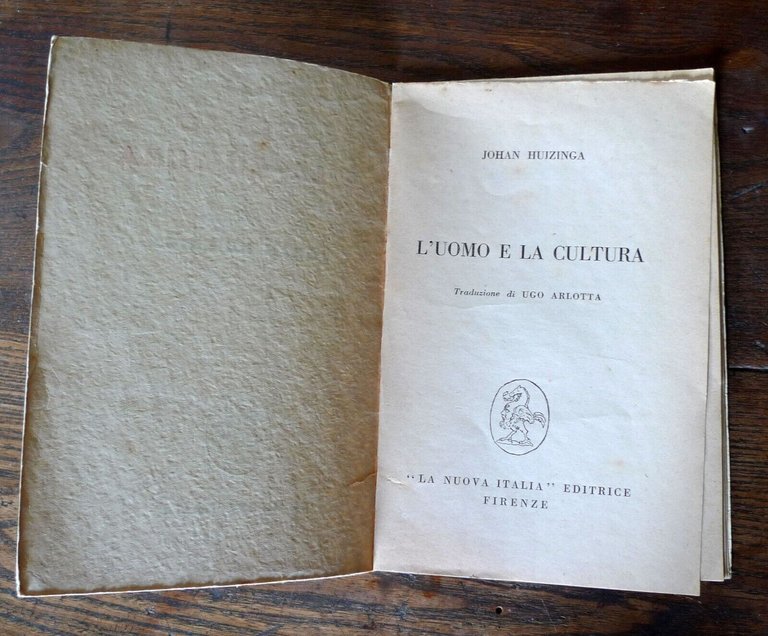 JOHAN HUIZINGA
L'UOMO E LA CULTURA
Traduzione di UGO ARLOTTA
"LA NUOVA ITALIA" EDITRICE
FIRENZE